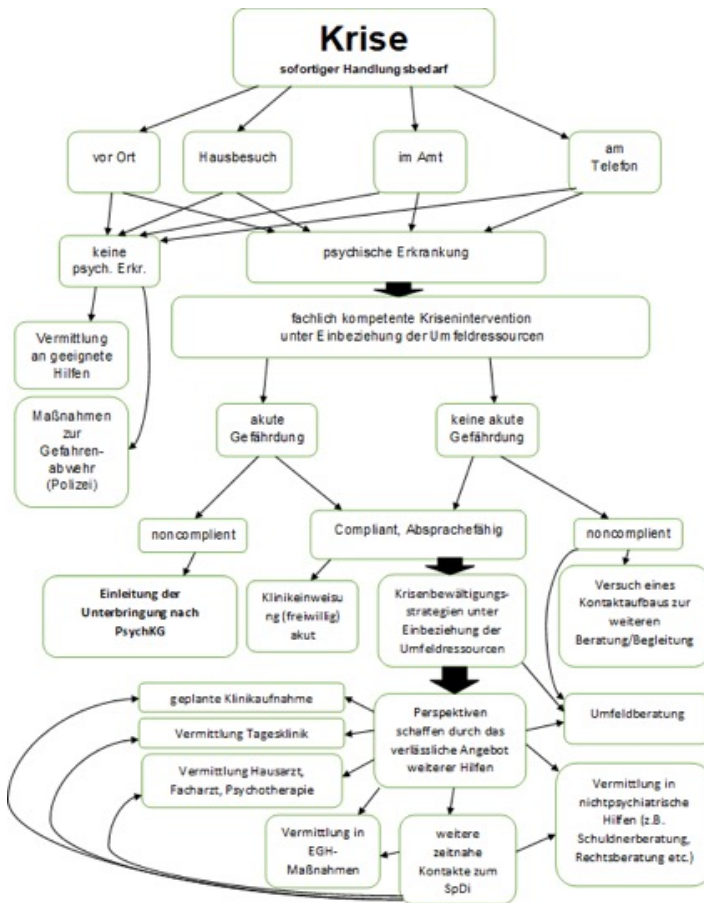 Krise
sofortiger Handlungsbedarf
vor Ort
Hausbesuch
im Amt
am
Telefon
keine
psych. Erkr.
psychische Erkrankung
Vermittlung
an geeignete
Hilfen
fachlich kompetente Krisenintervention
unter Einbeziehung der Umfeldressourcen
Maßnahmen
zur
Gefahren-
abwehr
(Polizei)
akute
Gefährdung
keine akute
Gefährdung
noncomplient
Compliant, Absprachefähig
noncomplient
Einleitung der
Unterbringung nach
PsychKG
Klinikeinweisu
ng (freiwillig)
akut
Krisenbewältigungs-
strategien unter
Einbeziehung der
Umfeldressourcen
Versuch eines
Kontaktaufbaus zur
weiteren
Beratung/Begleitung
geplante Klinikaufnahme
Vermittlung Tagesklinik
Vermittlung Hausarzt,
Facharzt, Psychotherapie
Perspektiven
schaffen durch das
verlässliche Angebot
weiterer Hilfen
Umfeldberatung
Vermittlung in
EGH-
Maßnahmen
weitere
zeitnahe
Kontakte zum
SpDi
Vermittlung in
nichtpsychiatrische
Hilfen (z.B.
Schuldnerberatung,
Rechtsberatung etc.)